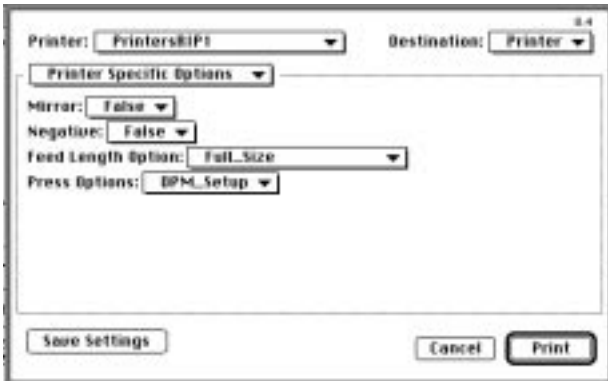 8.4
Printer: PrintersRIP1 Destination: Printer
Printer Specific Options
Mirror: False
Negative: False
Feed Length Option: Full_Size
Press Options: DPM_Setup
Save Settings Cancel Print